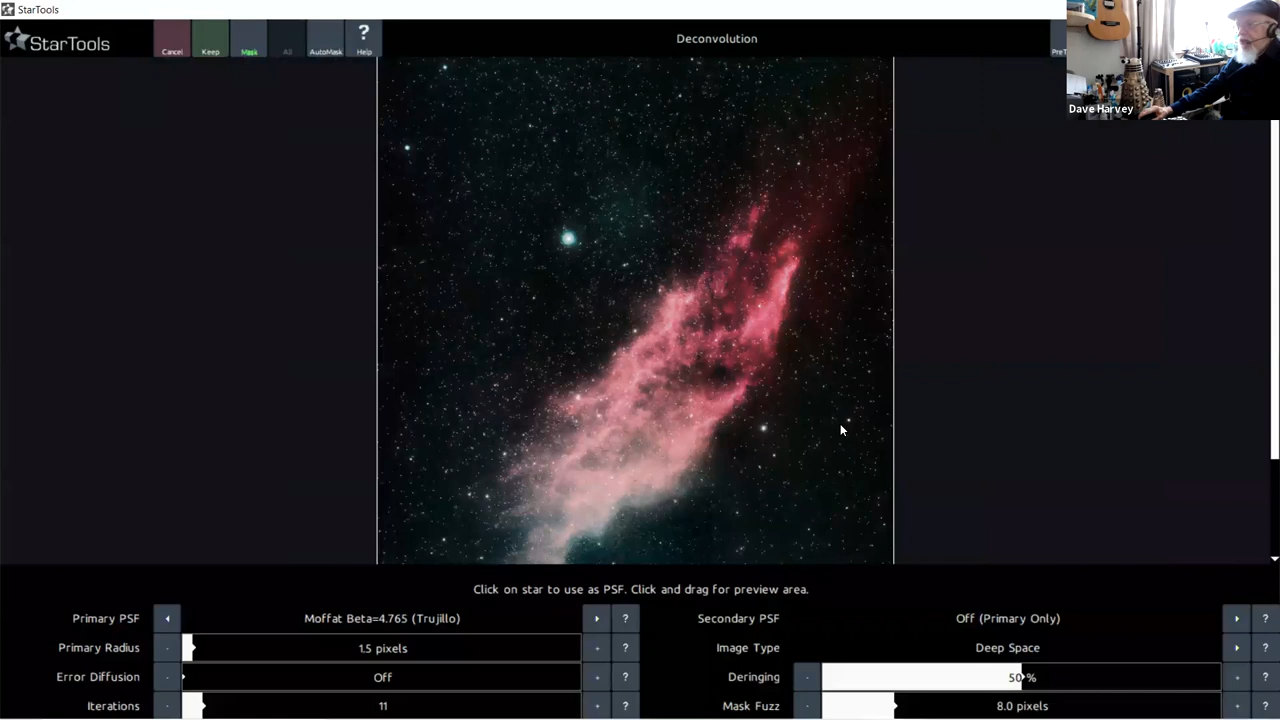 StarTools
StarTools
Cancel
Keep
Mask
All
AutoMask
?
Help
Deconvolution
PreT
Dave Harvey
Click on star to use as PSF. Click and drag for preview area.
Primary PSF
Moffat Beta=4.765 (Trujillo)
?
Secondary PSF
Off (Primary Only)
?
Primary Radius
-
1.5 pixels
+
?
Image Type
Deep Space
?
Error Diffusion
-
Off
+
?
Deringing
-
50 %
+
?
Iterations
-
11
+
?
Mask Fuzz
-
8.0 pixels
+
?